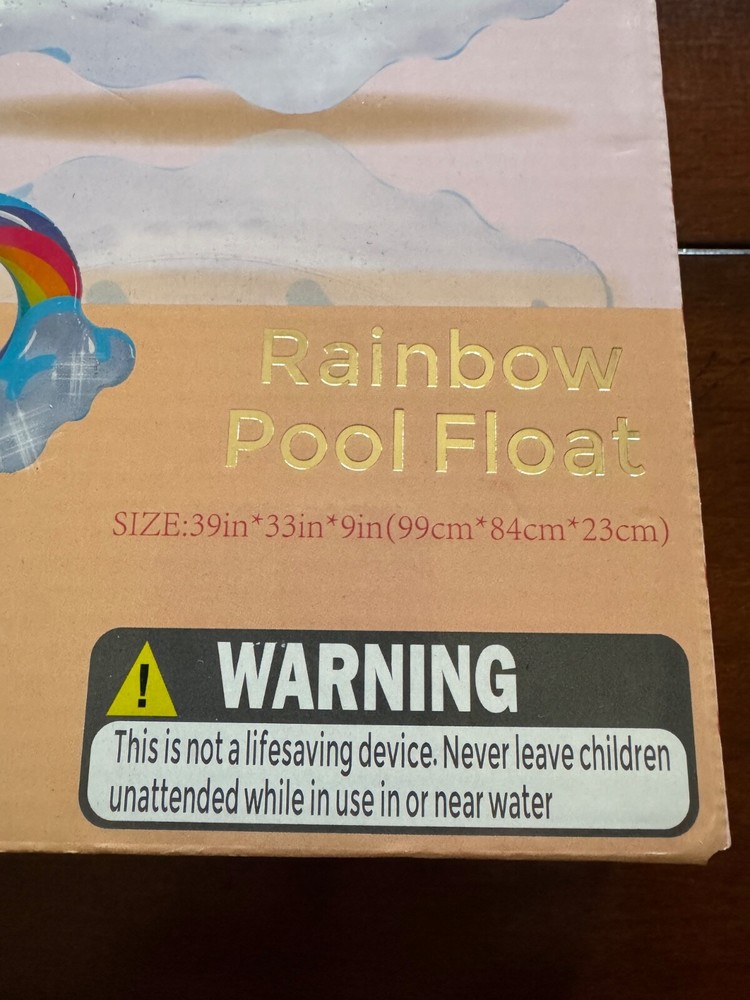 Rainbow
Pool Float
SIZE:39in*33in*9in(99cm*84cm*23cm)
WARNING
This is not a lifesaving device. Never leave children
unattended while in use in or near water